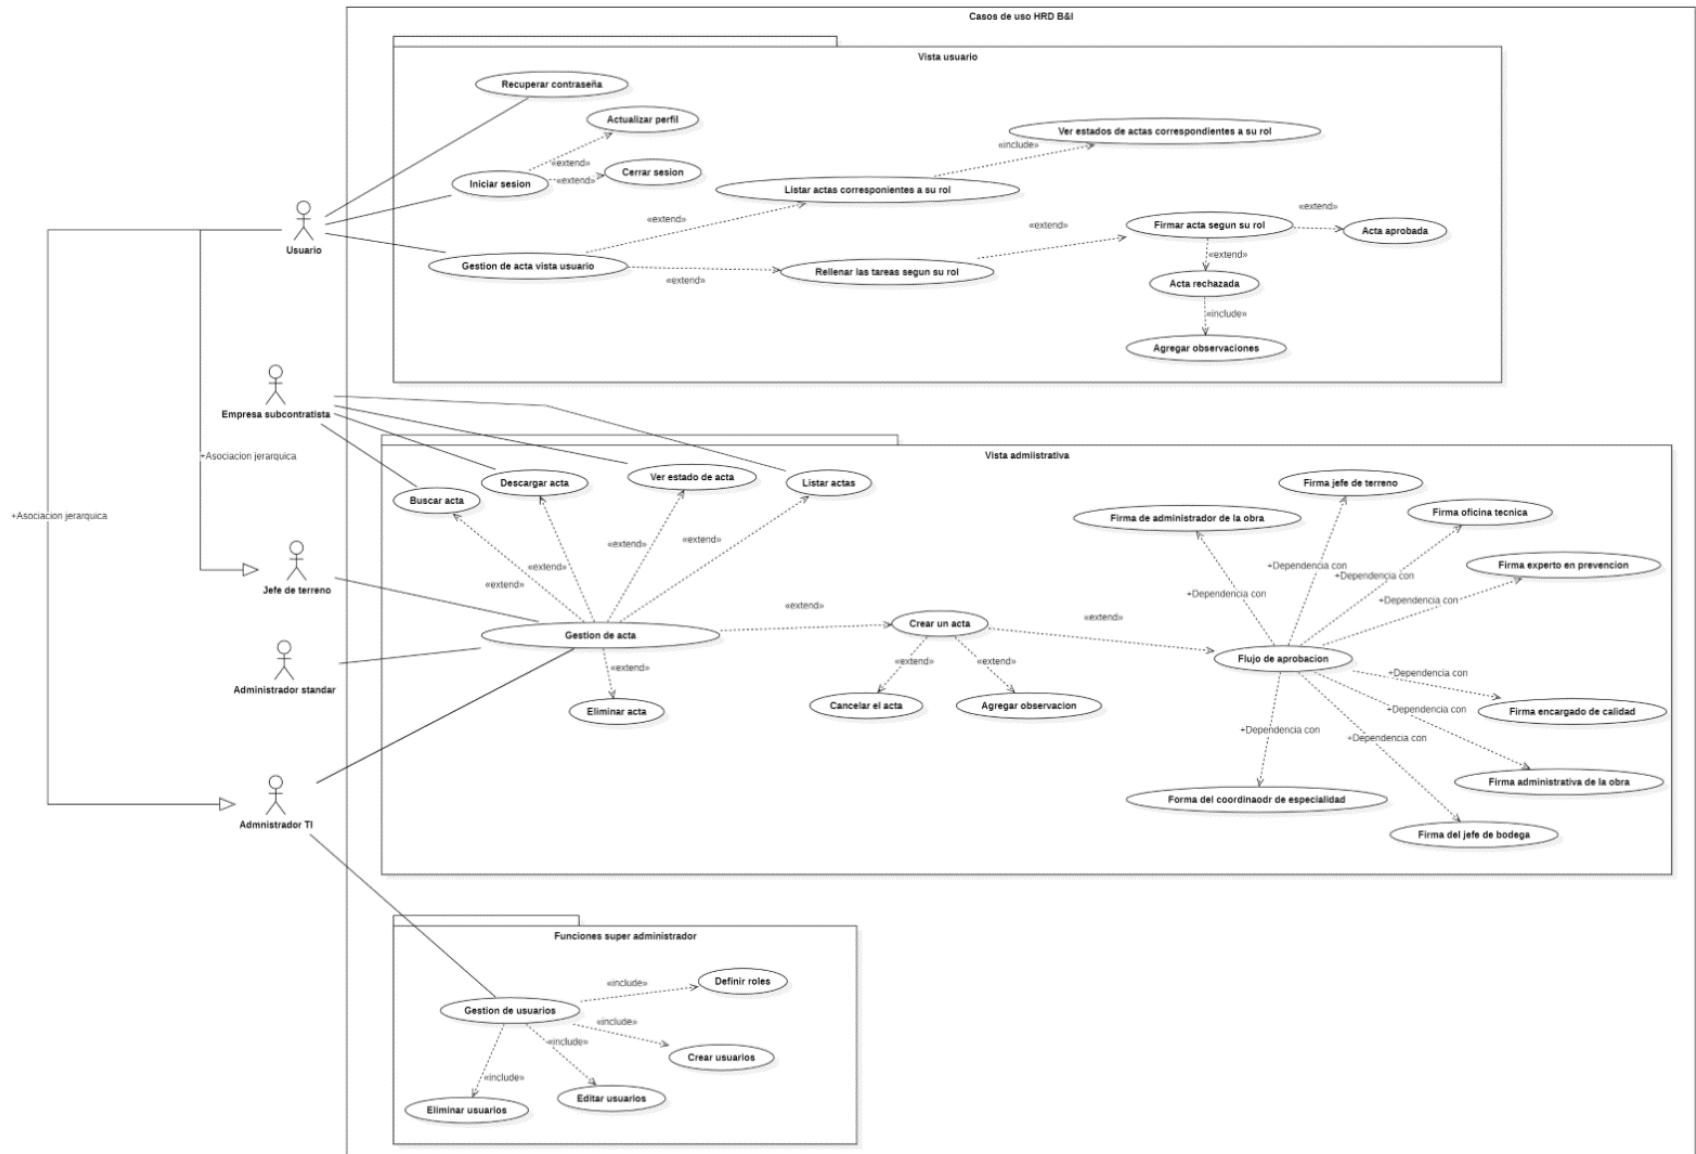 Casos de uso HRD B&I
Vista usuario
Recuperar contraseña
Actualizar perfil
«extend»
Cerrar sesion
Iniciar sesion
«extend»
Ver estados de actas correspondientes a su rol
«include»
Listar actas corresponientes a su rol
«extend»
Usuario
Gestion de acta vista usuario
«extend»
Rellenar las tareas segun su rol
«extend»
Firmar acta segun su rol
«extend»
Acta aprobada
«extend»
Acta rechazada
«include»
Agregar observaciones
Empresa subcontratista
+Asociacion jerarquica
+Asociacion jerarquica
Jefe de terreno
Administrador standar
Admnistrador TI
Vista admiistrativa
Buscar acta
Descargar acta
Ver estado de acta
Listar actas
«extend»
«extend»
«extend»
«extend»
Gestion de acta
«extend»
Eliminar acta
«extend»
Crear un acta
«extend»
«extend»
Cancelar el acta
Agregar observacion
«extend»
Flujo de aprobacion
Firma de administrador de la obra
Firma jefe de terreno
Firma oficina tecnica
Firma experto en prevencion
+Dependencia con
+Dependencia con
+Dependencia con
+Dependencia con
+Dependencia con
Firma encargado de calidad
+Dependencia con
+Dependencia con
+Dependencia con
Firma administrativa de la obra
Forma del coordinaodr de especialidad
Firma del jefe de bodega
Funciones super administrador
Gestion de usuarios
«include»
Definir roles
«include»
Crear usuarios
«include»
Editar usuarios
«include»
Eliminar usuarios